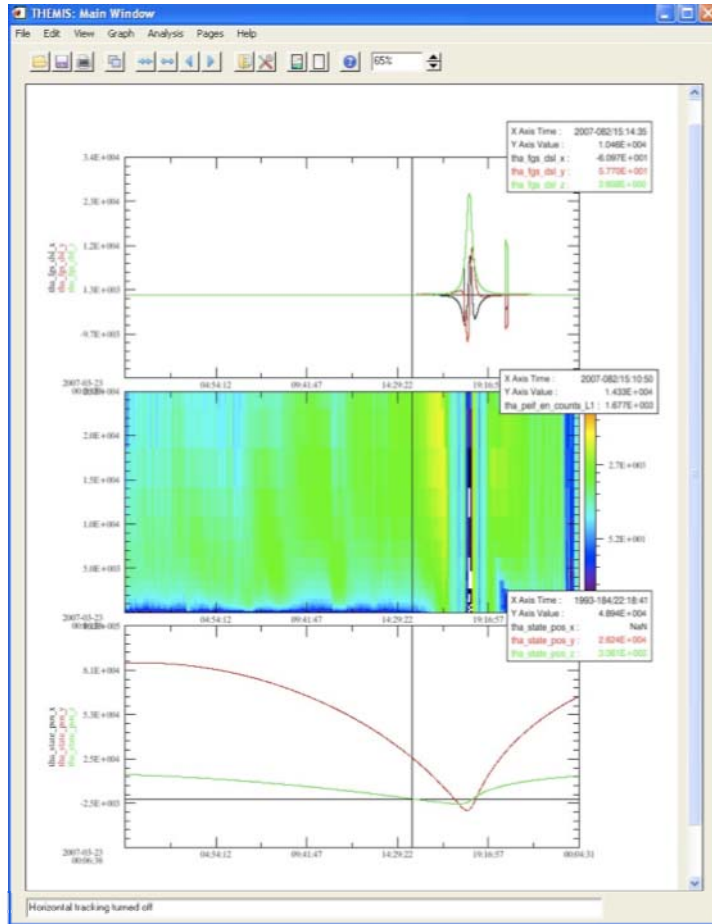 THEMIS: Main Window
File Edit View Graph Analysis Pages Help
65%
X Axis Time : 2007-082/15:14:35
Y Axis Value : 1.046E+004
tha_fgs_dsl_x : -6.097E+001
tha_fgs_dsl_y : 5.770E+001
tha_fgs_dsl_z :
3.4E+004
2.3E+004
1.2E+004
1.3E+003
-9.7E+003
tha_fgs_dsl_x
tha_fgs_dsl_y
tha_fgs_dsl_z
2007-03-23
04:54:12 09:41:47 14:29:22 19:16:57
X Axis Time : 2007-082/15:10:50
Y Axis Value : 1.433E+004
tha_peif_en_counts_L1 : 1.677E+003
2.0E+004
1.5E+004
1.0E+004
5.0E+003
2.7E+003
5.2E+001
2007-03-23
04:54:12 09:41:47 14:29:22 19:16:57
X Axis Time : 1993-184/22:18:41
Y Axis Value : 4.894E+004
tha_state_pos_x : NaN
tha_state_pos_y : 2.624E+004
tha_state_pos_z : 3.361E+003
8.1E+004
5.3E+004
2.5E+004
-2.5E+003
tha_state_pos_x
tha_state_pos_y
tha_state_pos_z
2007-03-23
00:06:36
04:54:12 09:41:47 14:29:22 19:16:57 00:04:31
Horizontal tracking turned off